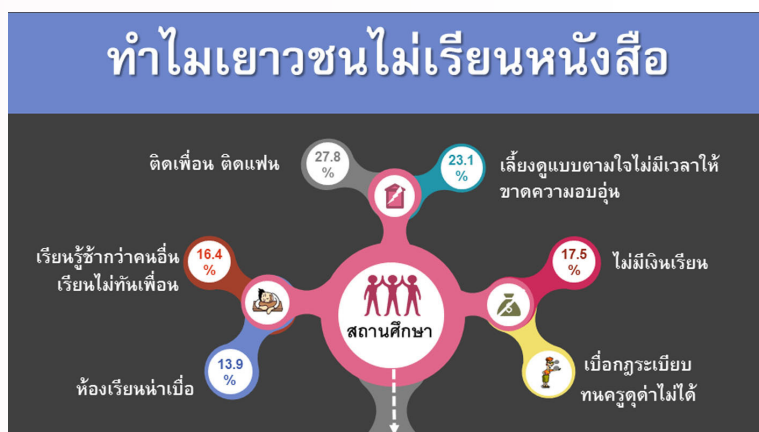 ทำไมเยาวชนไม่เรียนหนังสือ
ติดเพื่อน ติดแฟน
27.8
%
23.1
%
เลี้ยงดูแบบตามใจไม่มีเวลาให้
ขาดความอบอุ่น
เรียนรู้ช้ากว่าคนอื่น
เรียนไม่ทันเพื่อน
16.4
%
17.5
%
ไม่มีเงินเรียน
สถานศึกษา
ห้องเรียนน่าเบื่อ
13.9
%
เบื่อกฎระเบียบ
ทนครูดุด่าไม่ได้